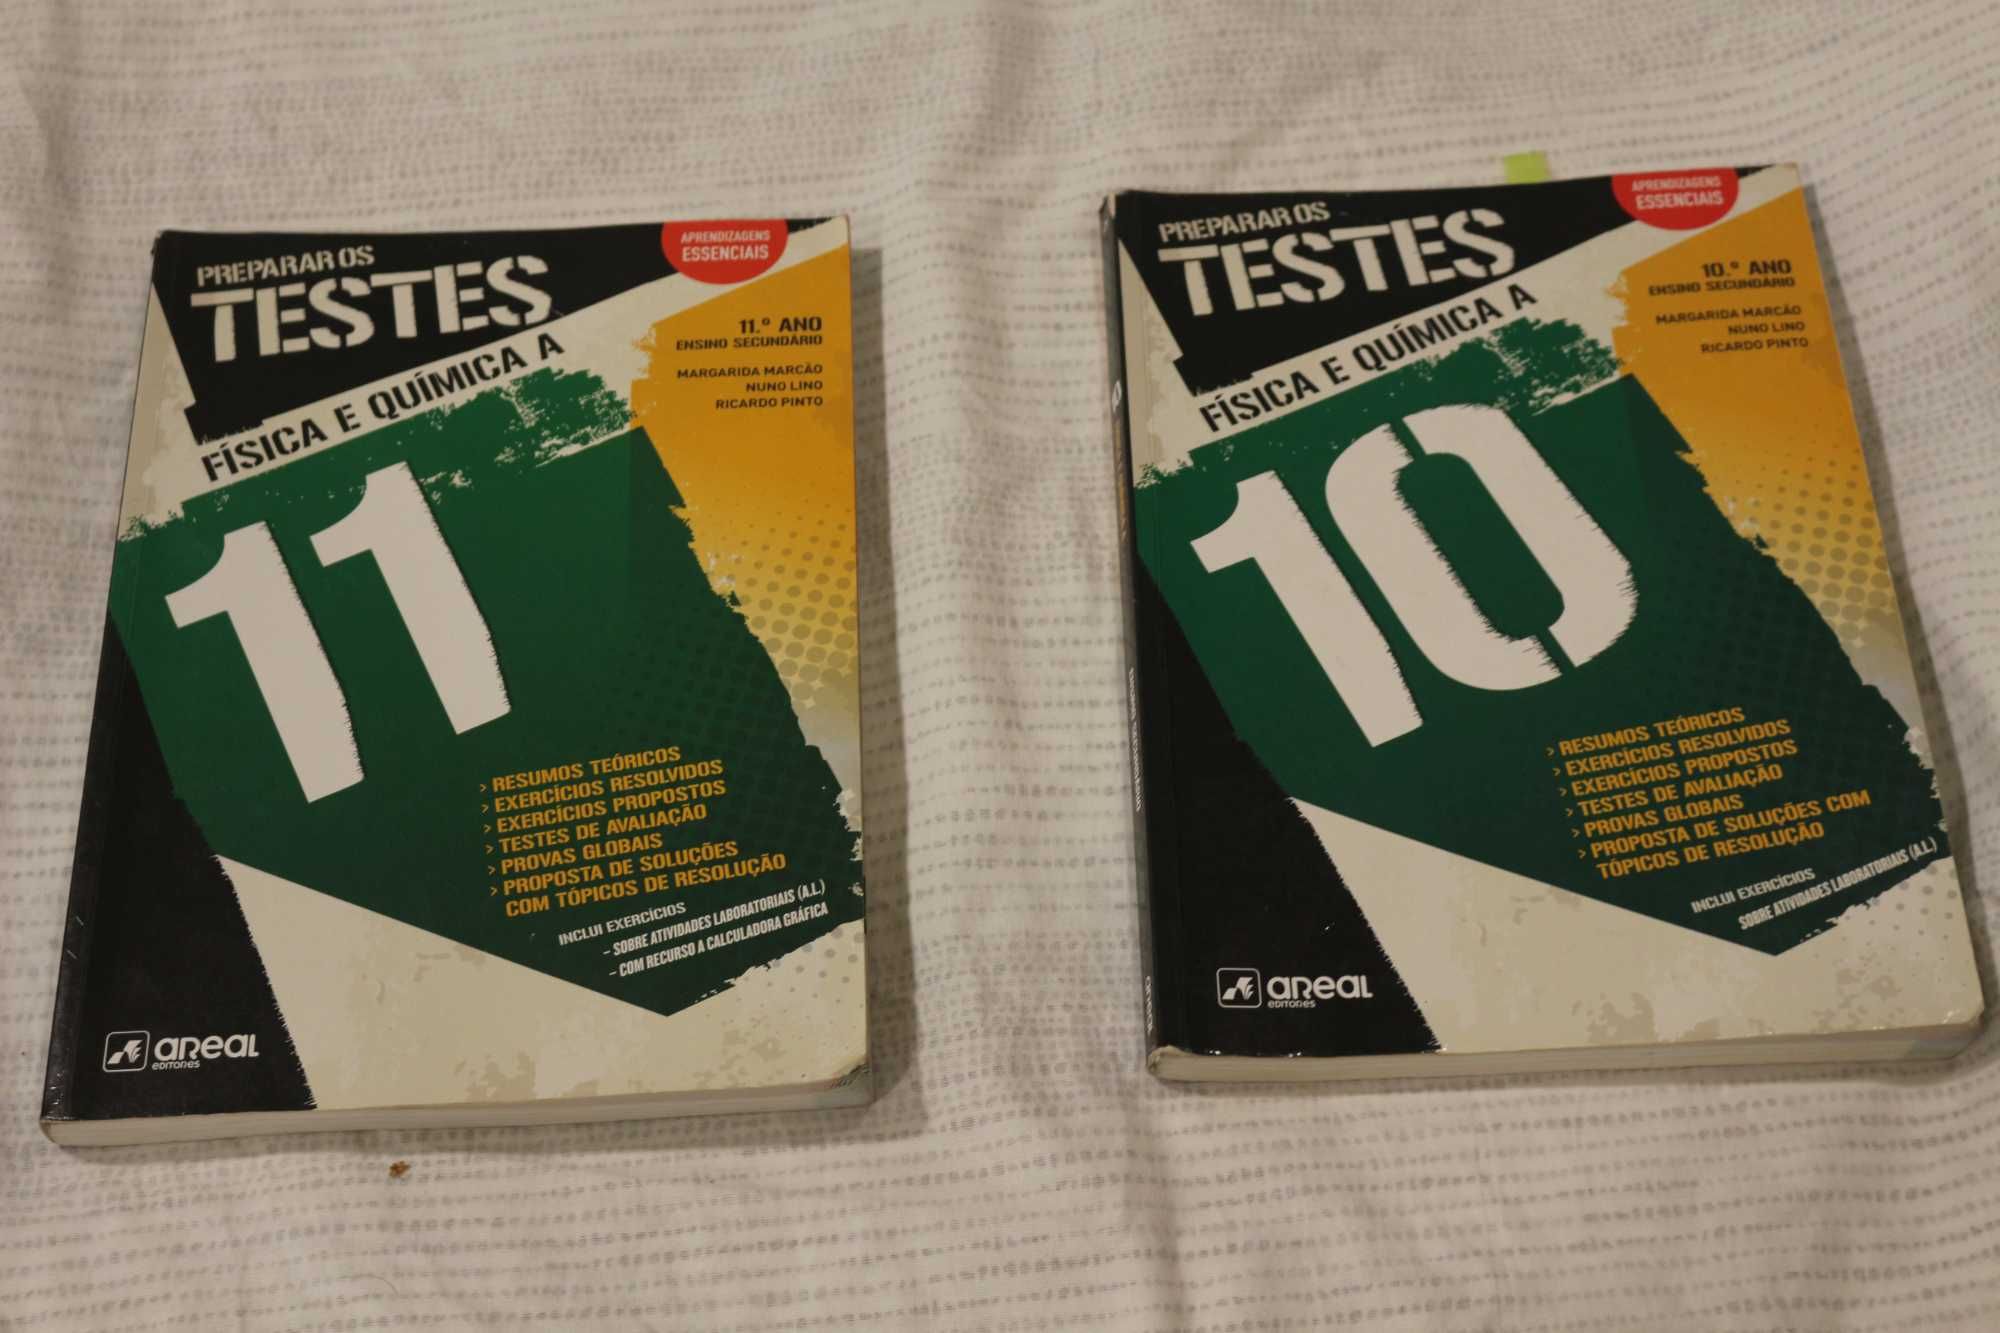 PREPARAR OS
TESTES
FÍSICA E QUÍMICA A
APRENDIZAGENS
ESSENCIAIS
11.º ANO
ENSINO SECUNDÁRIO
MARGARIDA MARCÃO
NUNO LINO
RICARDO PINTO
11
> RESUMOS TEÓRICOS
> EXERCÍCIOS RESOLVIDOS
> EXERCÍCIOS PROPOSTOS
> TESTES DE AVALIAÇÃO
> PROVAS GLOBAIS
> PROPOSTA DE SOLUÇÕES
COM TÓPICOS DE RESOLUÇÃO
INCLUI EXERCÍCIOS
– SOBRE ATIVIDADES LABORATORIAIS (A.L.)
– COM RECURSO A CALCULADORA GRÁFICA
areal
EDITORES
PREPARAR OS
TESTES
FÍSICA E QUÍMICA A
APRENDIZAGENS
ESSENCIAIS
10.º ANO
ENSINO SECUNDÁRIO
MARGARIDA MARCÃO
NUNO LINO
RICARDO PINTO
10
> RESUMOS TEÓRICOS
> EXERCÍCIOS RESOLVIDOS
> EXERCÍCIOS PROPOSTOS
> TESTES DE AVALIAÇÃO
> PROVAS GLOBAIS
> PROPOSTA DE SOLUÇÕES COM
TÓPICOS DE RESOLUÇÃO
INCLUI EXERCÍCIOS
SOBRE ATIVIDADES LABORATORIAIS (A.L.)
areal
EDITORES